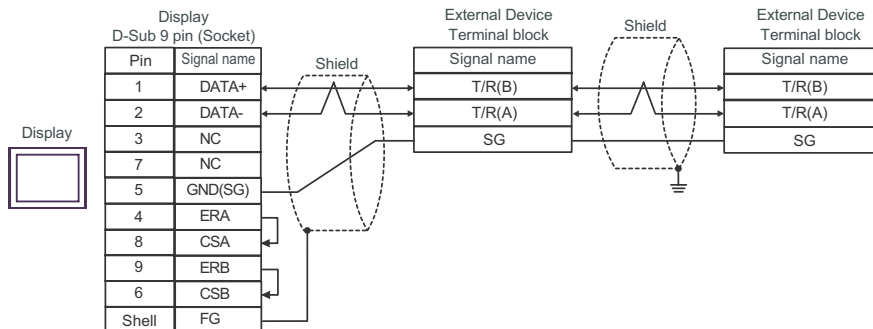 Display
D-Sub 9 pin (Socket)
External Device
Terminal block
External Device
Terminal block
Pin Signal name
Shield
Signal name
Shield
Signal name
1 DATA+
T/R(B)
T/R(B)
2 DATA-
T/R(A)
T/R(A)
Display
3 NC
SG
SG
7 NC
5 GND(SG)
4 ERA
8 CSA
9 ERB
6 CSB
Shell FG